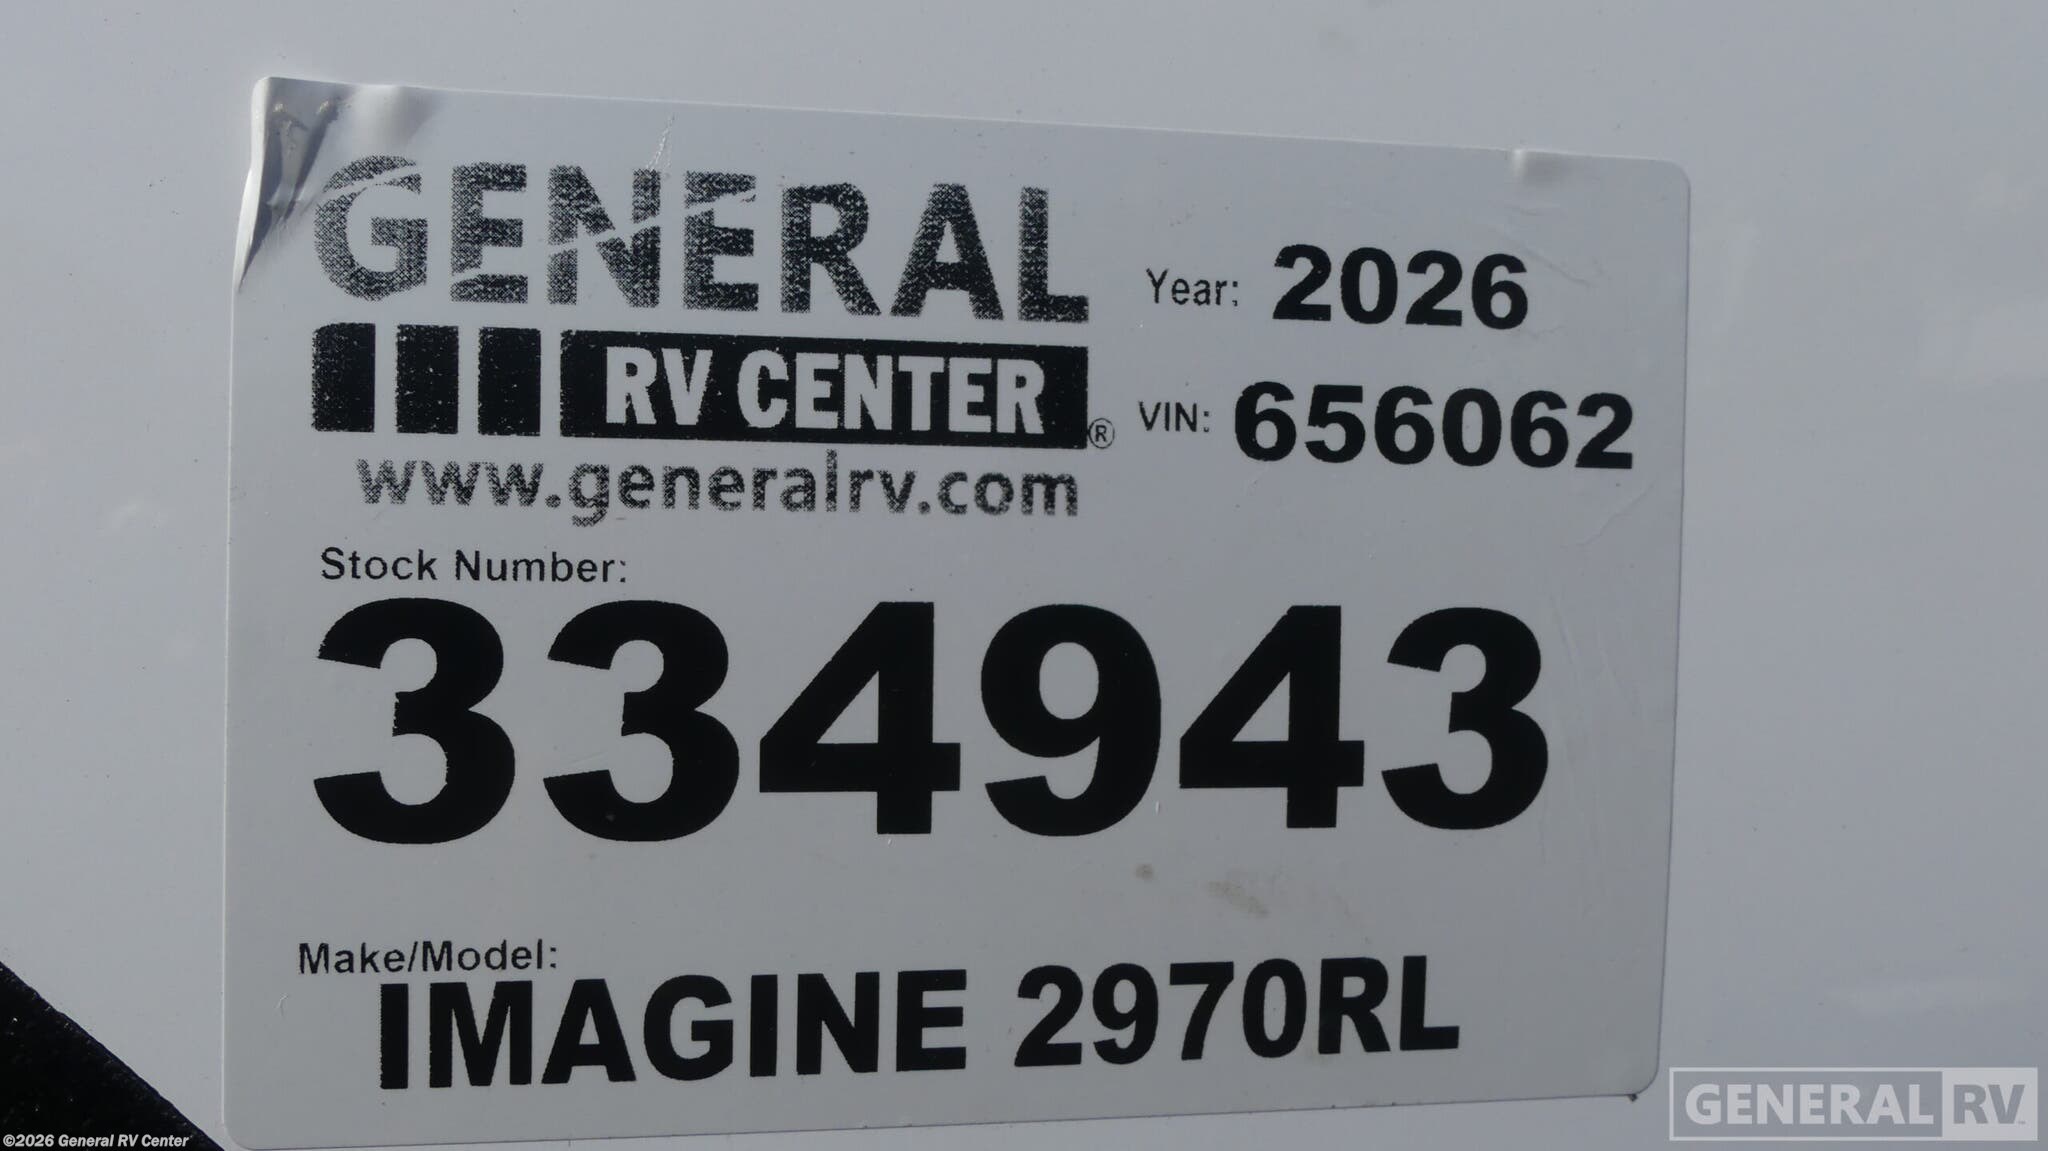 GENERAL
RV CENTER®
www.generalrv.com
Year: 2026
VIN: 656062
Stock Number:
334943
Make/Model:
IMAGINE 2970RL
©2026 General RV Center
GENERAL RV